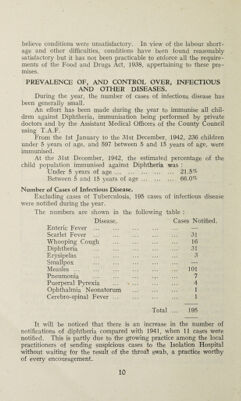 believe conditions were unsatisfactory. In view of the labour short-
age and other difficulties, conditions have been found reasonably
satisfactory but it has not been practicable to enforce all the require-
ments of the Food and Drugs Act, 1938, appertaining to these pre-
mises.
PREVALENCE OF, AND CONTROL OVER, INFECTIOUS
AND OTHER DISEASES.
During the year, the number of cases of infectious disease has
been generally small.
An effort has been made during the year to immunise all chil-
dren against Diphtheria, immunisation being performed by private
doctors and by the Assistant Medical Officers of the County Council
using T.A.F.
From the 1st January to the 31st December, 1942, 236 children
under 5 years of age, and 597 between 5 and 15 years of age, were
immunised.
At the 31st December, 1942, the estimated percentage of the
child population immunised against Diphtheria was :
Under 5 years of age ... ... ... ... 21.5%
Between 5 and 15 years of age ... ... ... 66.0%
Number of Cases of Infectious Disease.
Excluding cases of Tuberculosis, 195 cases of infectious disease
were notified during the year.
The numbers are shown in the following table :
Disease. Cases Notified.
Enteric Fever ... ... ... ... ... —
Scarlet Fever ... ... ... ... ... 31
Whooping Cough ... ... ... ... 16
Diphtheria ... ... ... ... ... 31
Erysipelas ... ... ... ... ... 3
Smallpox ... ... ... ... ... —
Measles ... ... ... ... ... 101
Pneumonia ... ... ... ... ... 7
Puerperal Pyrexia ... ... ... ... 4
Ophthalmia Neonatorum ... ... ... 1
Cerebro-spinal Fever ... ... ... ... 1
Total ... 195
It will be noticed that there is an increase in the number of
notifications of diphtheria compared with 1941, when 11 cases were
notified. This is partly due to the growing practice among the local
practitioners of sending suspicious cases to the Isolation Hospital
without waiting for the result of the throat swab, a practice worthy
of every encouragement.
10